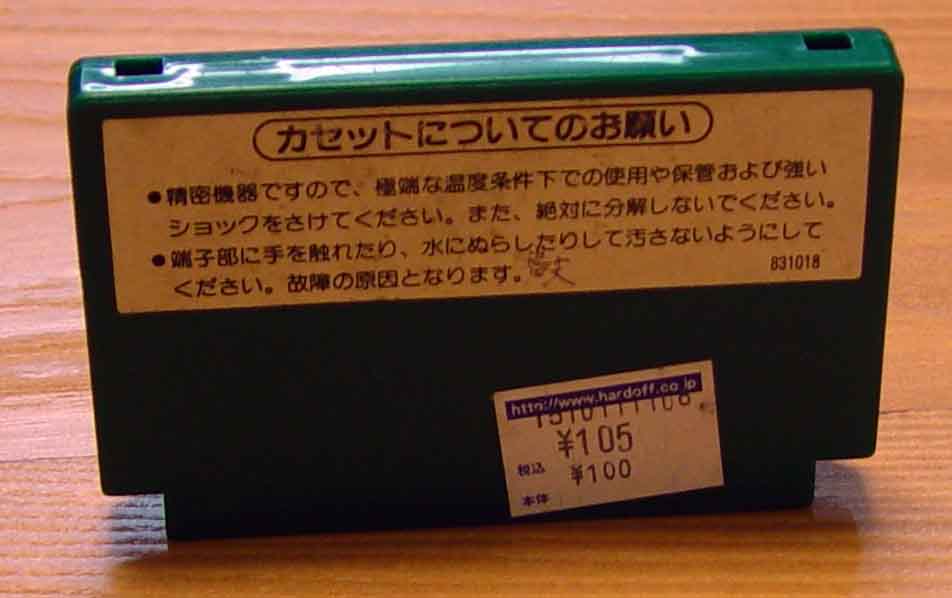 カセットについてのお願い
●精密機器ですので、極端な温度条件下での使用や保管および強い
ショックをさけてください。また、絶対に分解しないでください。
●端子部に手を触れたり、水にぬらしたりして汚さないようにして
ください。故障の原因となります。
831018
http://www.hardoff.co.jp
¥105
税込 ¥100
本体